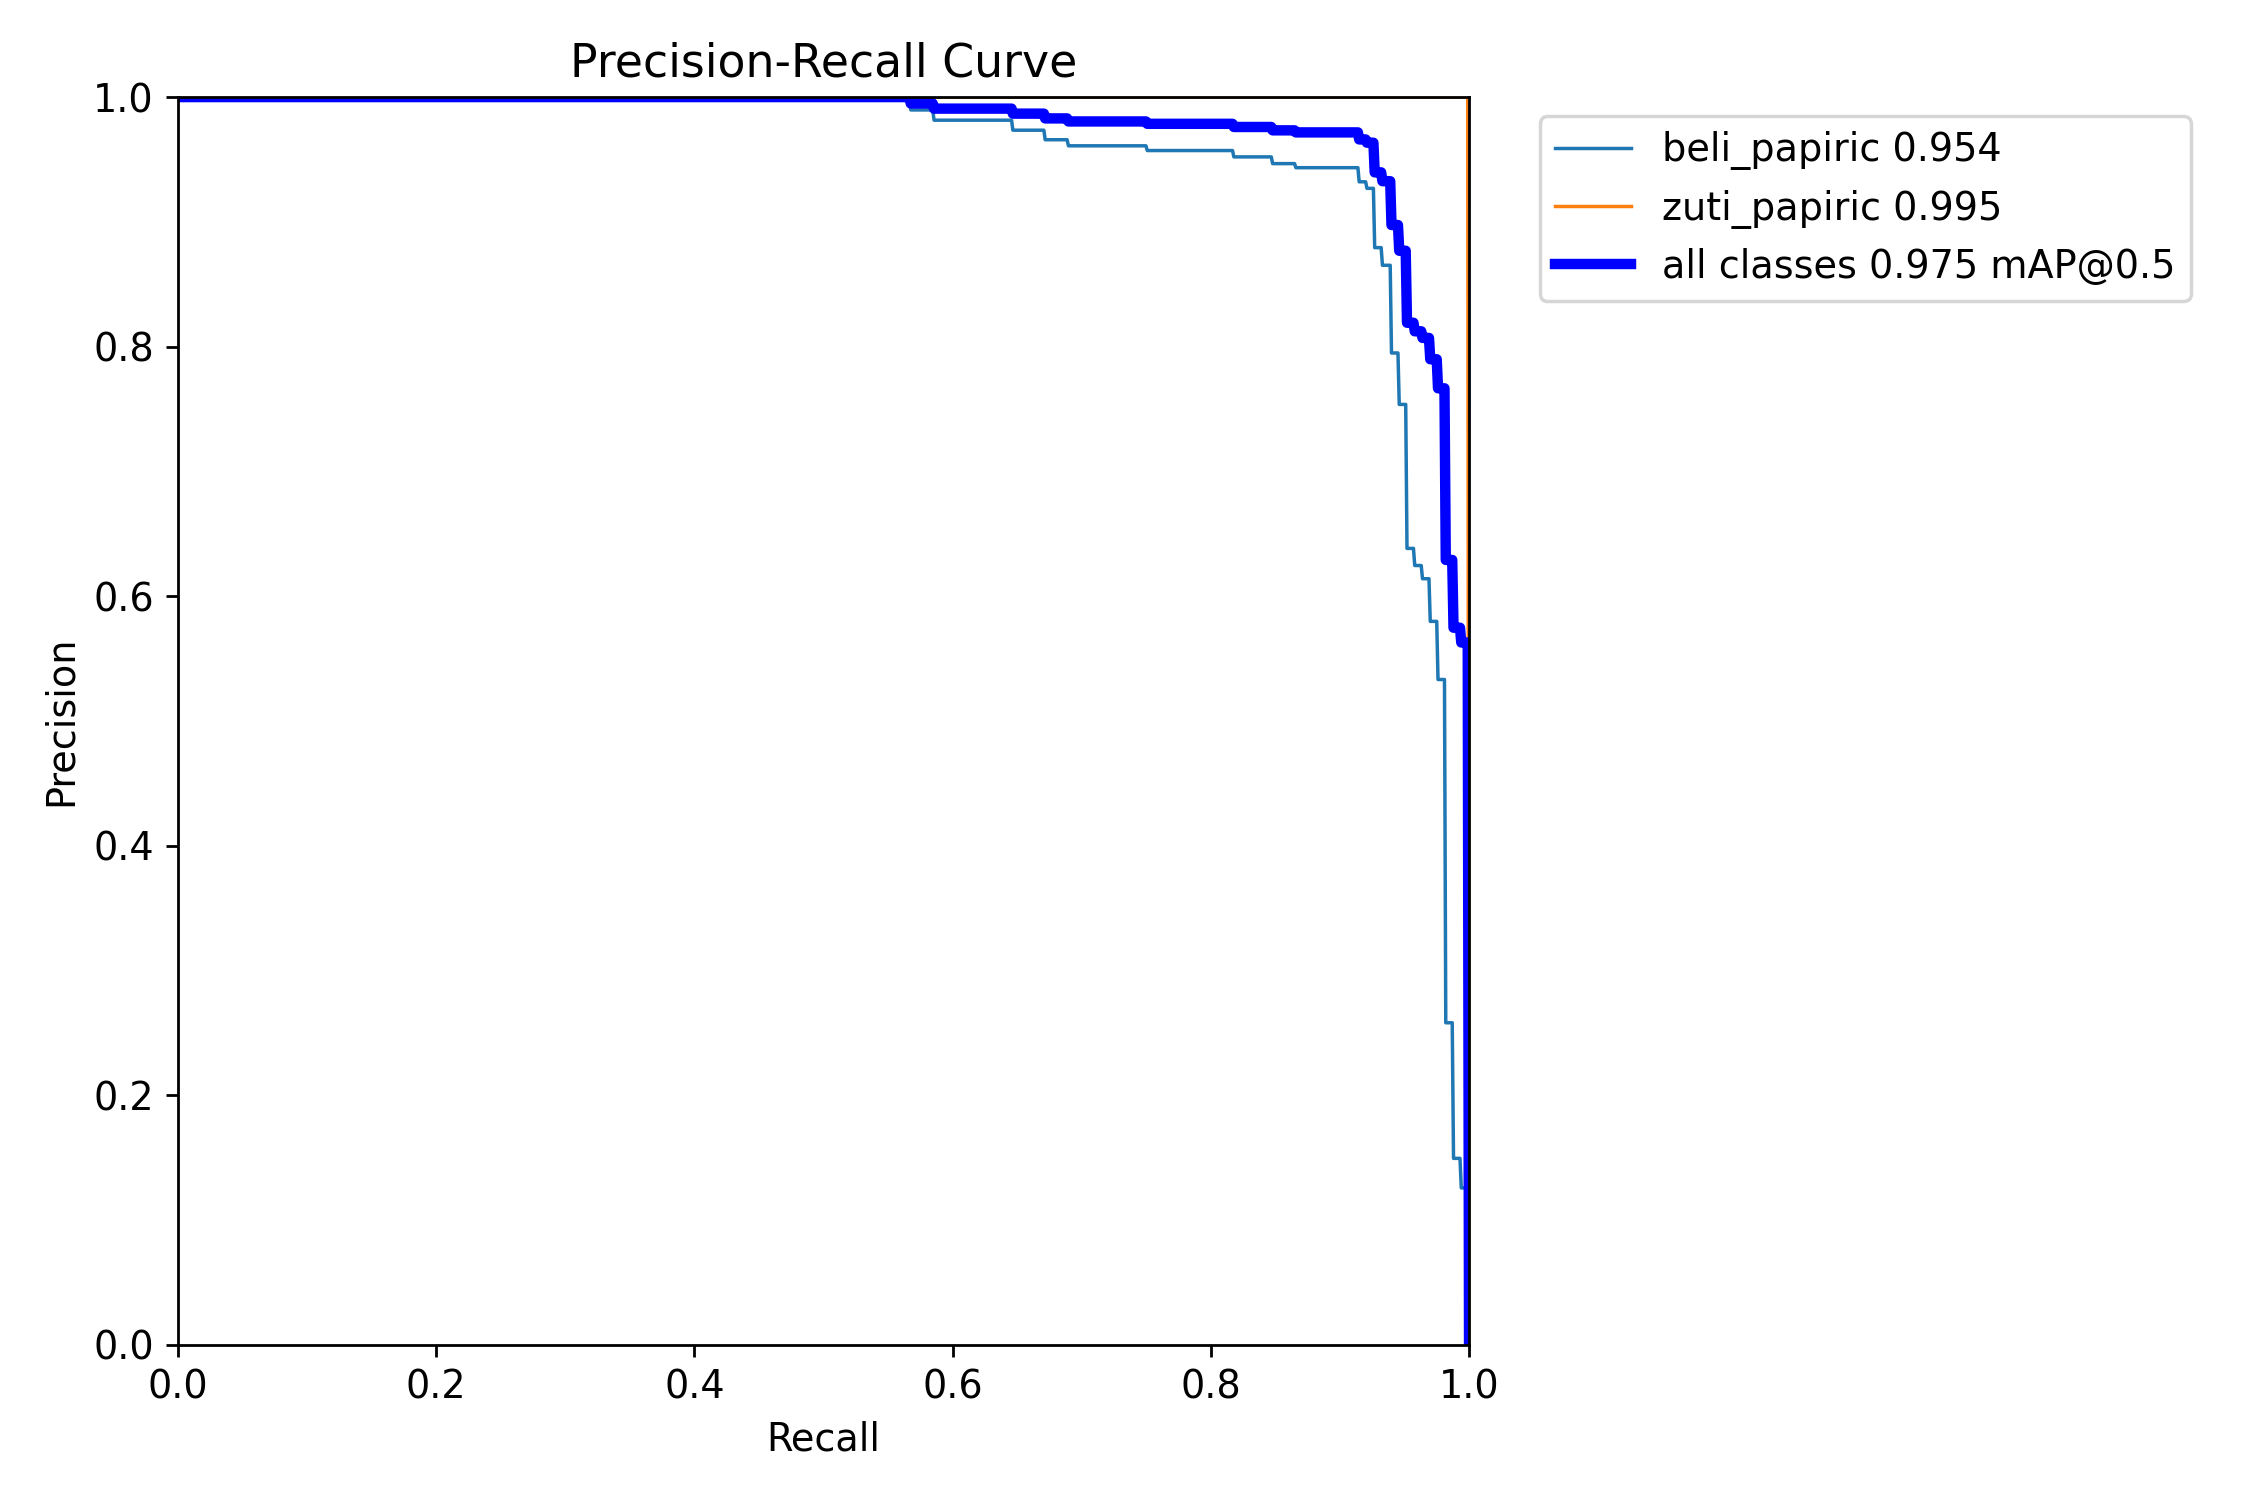 Precision-Recall Curve
1.0
0.8
0.6
0.4
0.2
0.0
Precision
0.0 0.2 0.4 0.6 0.8 1.0
Recall
beli_papiric 0.954
zuti_papiric 0.995
all classes 0.975 mAP@0.5